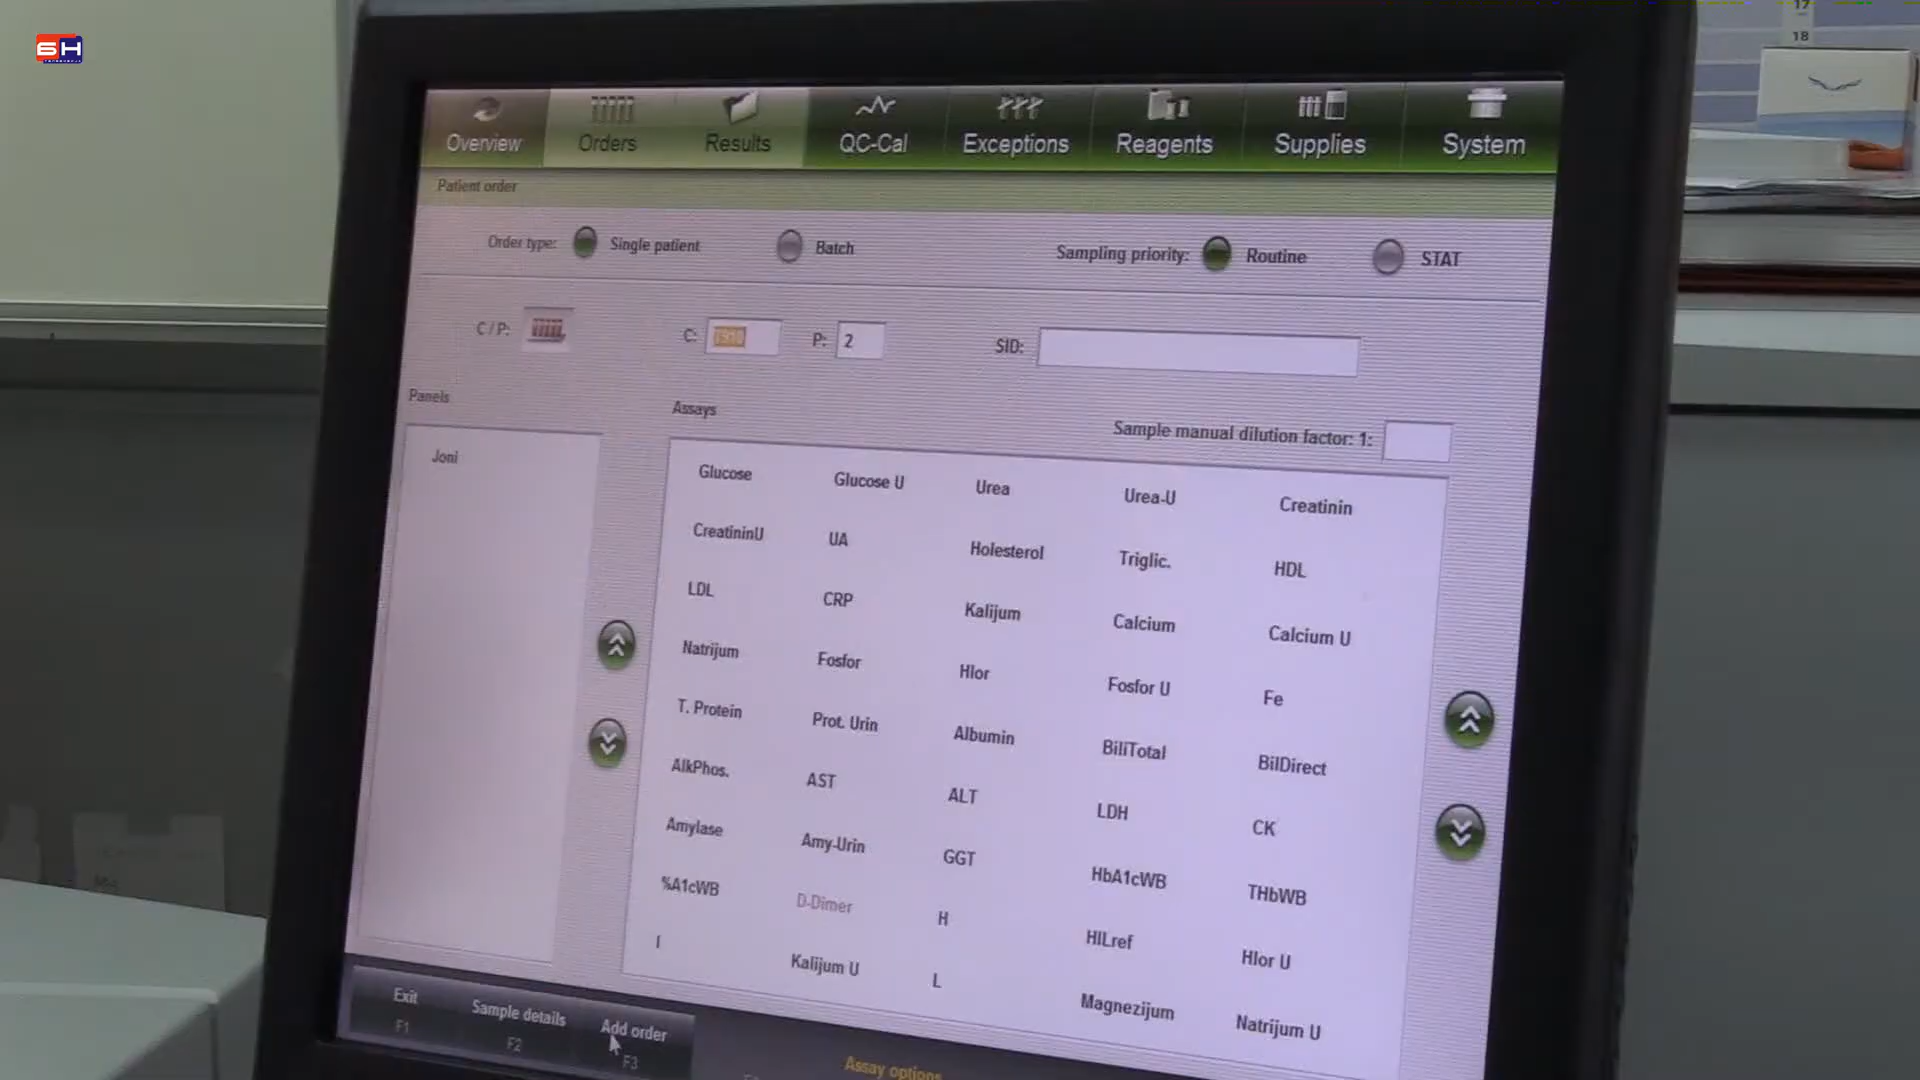 6H
17
18
Overview Orders Results QC-Cal Exceptions Reagents Supplies System
Patient order
Order type: Single patient Batch Sampling priority: Routine STAT
C / P: C: P: 2 SID:
Panels Assays
Sample manual dilution factor: 1:
Joni
Glucose Glucose U Urea Urea-U Creatinin
CreatininU UA Holesterol Triglic. HDL
LDL CRP Kalijum Calcium Calcium U
Natrijum Fosfor Hlor Fosfor U Fe
T. Protein Prot. Urin Albumin BiliTotal BilDirect
AlkPhos. AST ALT LDH CK
Amylase Amy-Urin GGT HbA1cWB THbWB
%A1cWB D-Dimer H HILref Hlor U
I Kalijum U L Magnezijum Natrijum U
Exit Sample details Add order
F1 F2 F3
Assay options